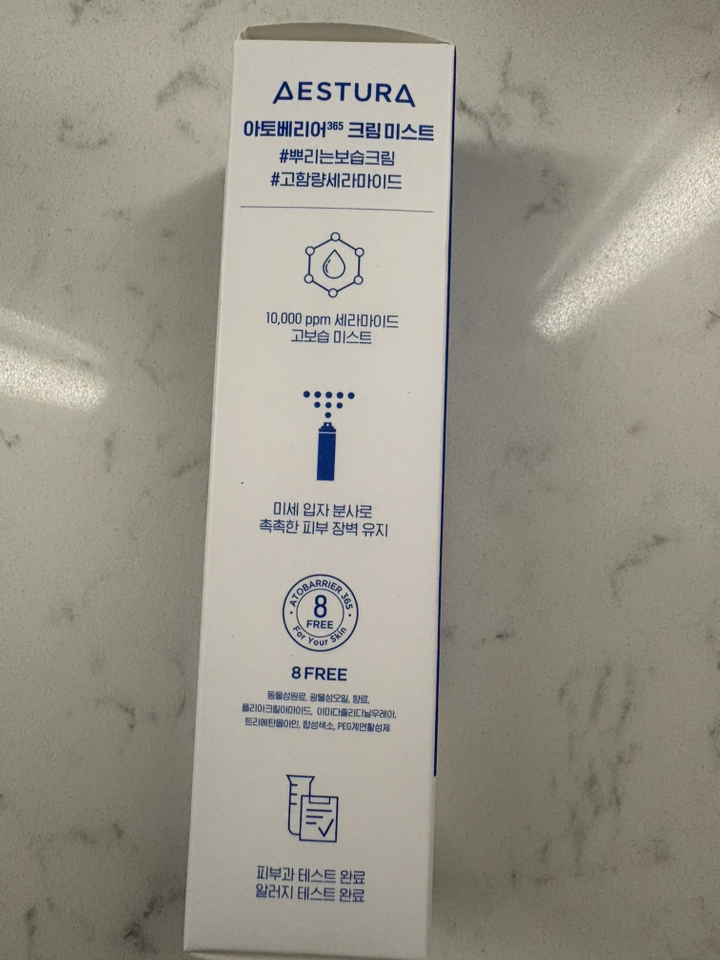 AESTURA
아토베리어365 크림 미스트
#뿌리는보습크림
#고함량세라마이드
10,000 ppm 세라마이드
고보습 미스트
미세 입자 분사로
촉촉한 피부 장벽 유지
ATOBARRIER 365
8
FREE
For Your Skin
8 FREE
동물성원료, 광물성오일, 향료,
폴리아크릴아마이드, 이미다졸리디닐우레아,
트리에탄올아민, 합성색소, PEG계면활성제
피부과 테스트 완료
알러지 테스트 완료